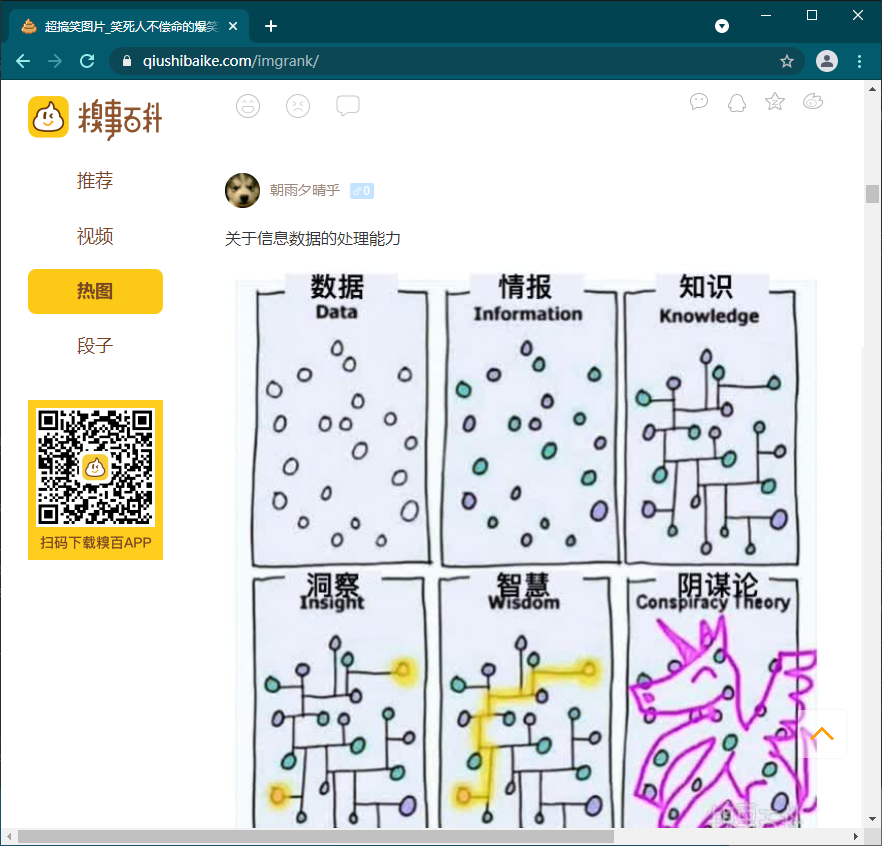 超搞笑图片_笑死人不偿命的爆笑
qiushibaike.com/imgrank/
糗事百科
推荐
视频
热图
段子
扫码下载糗百APP
朝雨夕晴乎 ♂0
关于信息数据的处理能力
数据 情报 知识
Data Information Knowledge
洞察 智慧 阴谋论
Insight Wisdom Conspiracy Theory